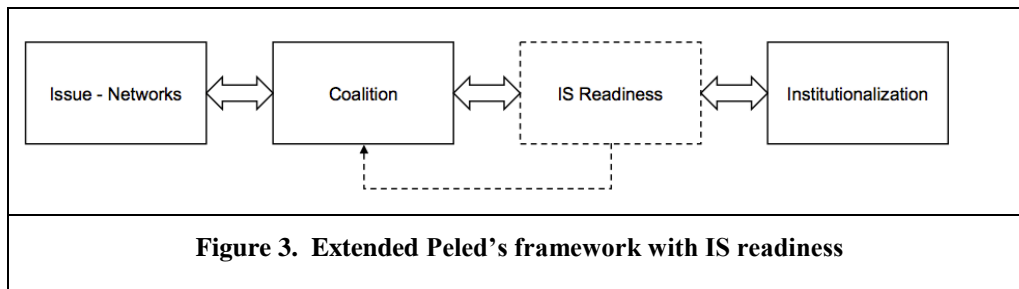 Issue - Networks
Coalition
IS Readiness
Institutionalization
Figure 3.  Extended Peled’s framework with IS readiness